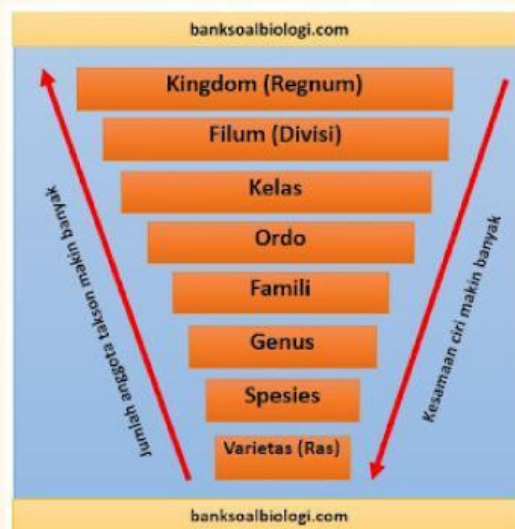 banksoalbiologi.com
Kingdom (Regnum)
Filum (Divisi)
Kelas
Ordo
Famili
Genus
Spesies
Varietas (Ras)
Jumlah anggota takson makin banyak
Kesamaan ciri makin banyak
banksoalbiologi.com